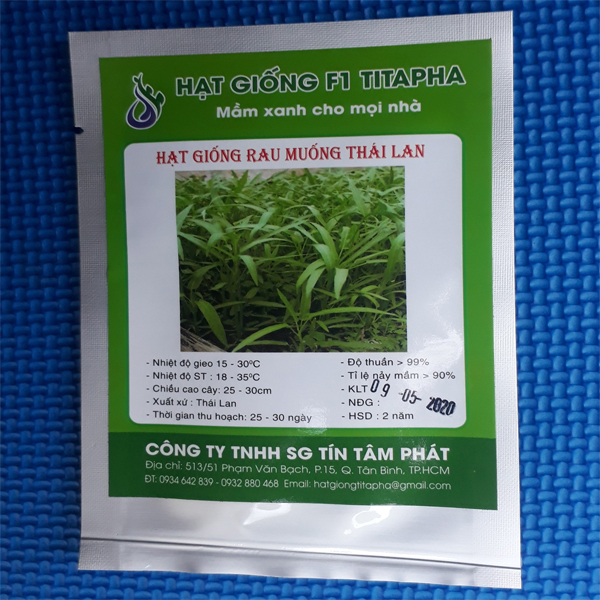 HẠT GIỐNG F1 TITAPHA
Mầm xanh cho mọi nhà
HẠT GIỐNG RAU MUỐNG THÁI LAN
- Nhiệt độ gieo 15 - 30ºC
- Nhiệt độ ST : 18 - 35ºC
- Chiều cao cây: 25 - 30cm
- Xuất xứ : Thái Lan
- Thời gian thu hoạch: 25 - 30 ngày
- Độ thuần > 99%
- Tỉ lệ nảy mầm > 90%
- KLT
- NĐG :
09 -05- 2020
- HSD : 2 năm
CÔNG TY TNHH SG TÍN TÂM PHÁT
Địa chỉ: 513/51 Phạm Văn Bạch, P.15, Q. Tân Bình, TP.HCM
ĐT: 0934 642 839 - 0932 880 468 Email: hatgiongtitapha@gmail.com